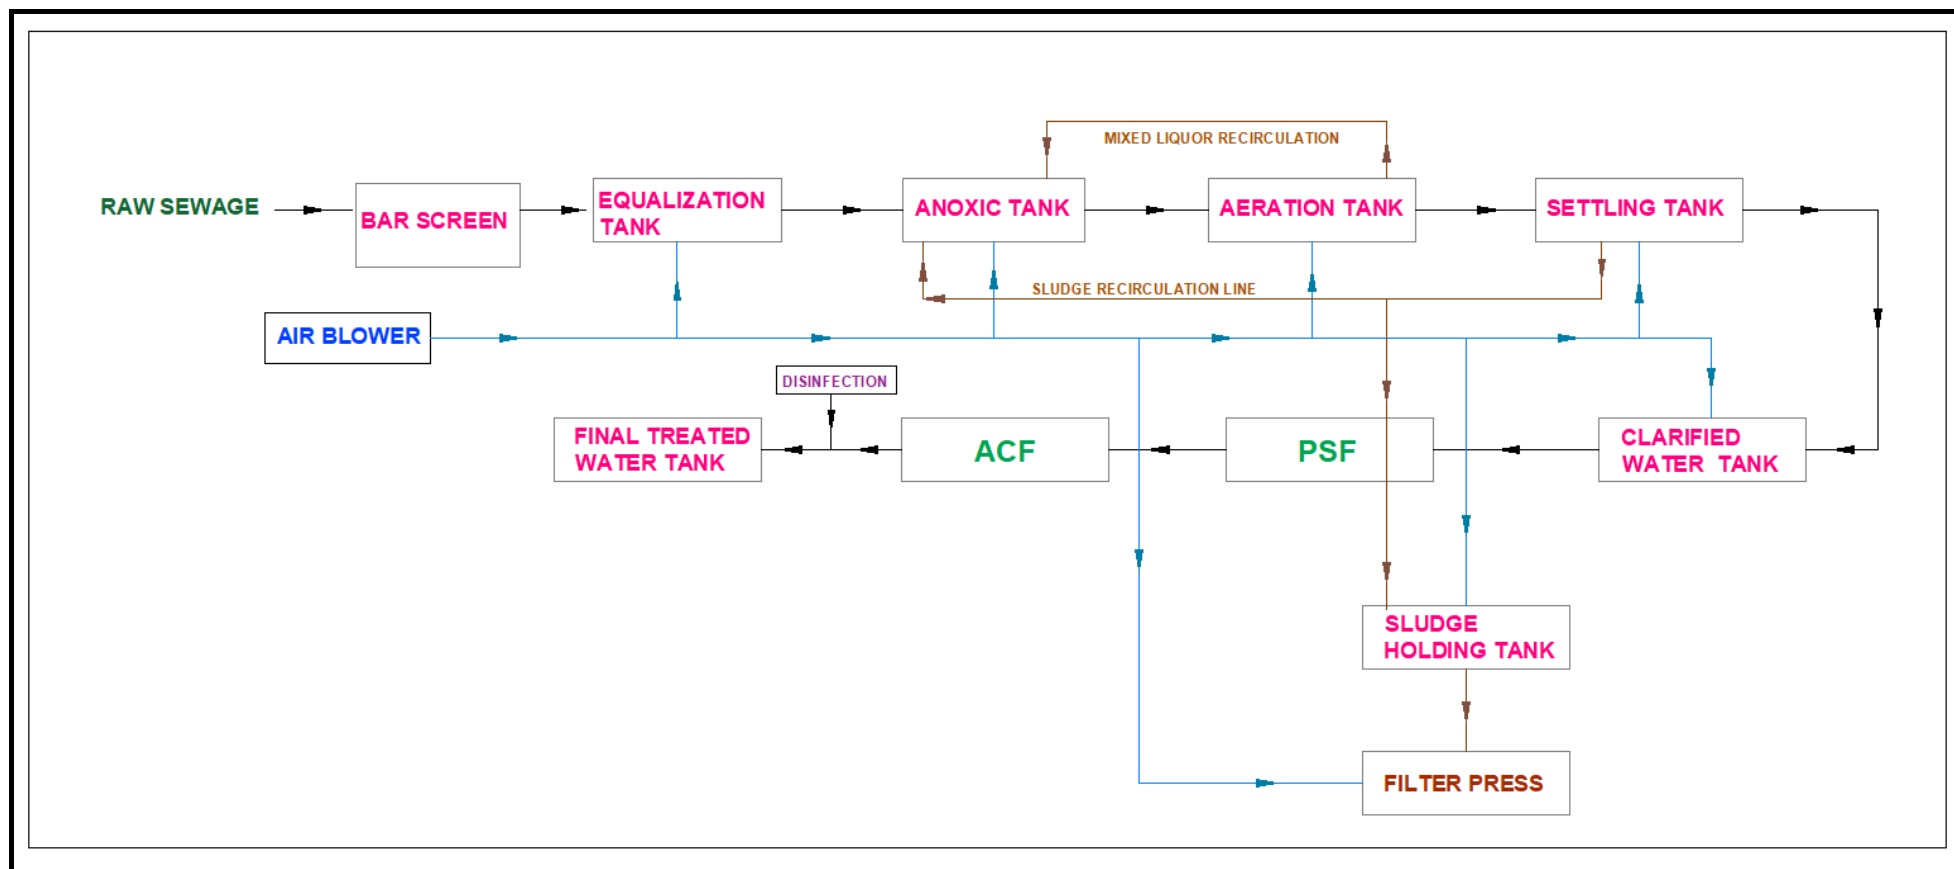 MIXED LIQUOR RECIRCULATION
RAW SEWAGE
BAR SCREEN
EQUALIZATION
TANK
ANOXIC TANK
AERATION TANK
SETTLING TANK
SLUDGE RECIRCULATION LINE
AIR BLOWER
DISINFECTION
FINAL TREATED
WATER TANK
ACF
PSF
CLARIFIED
WATER TANK
SLUDGE
HOLDING TANK
FILTER PRESS